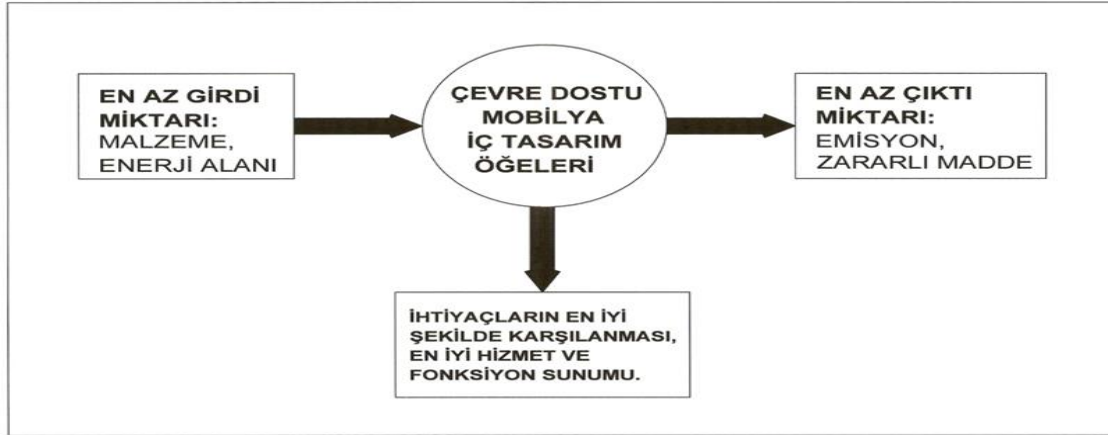 EN AZ GİRDİ
MİKTARI:
MALZEME,
ENERJİ ALANI
ÇEVRE DOSTU
MOBİLYA
İÇ TASARIM
ÖĞELERİ
EN AZ ÇIKTI
MİKTARI:
EMİSYON,
ZARARLI MADDE
İHTİYAÇLARIN EN İYİ
ŞEKİLDE KARŞILANMASI,
EN İYİ HİZMET VE
FONKSİYON SUNUMU.